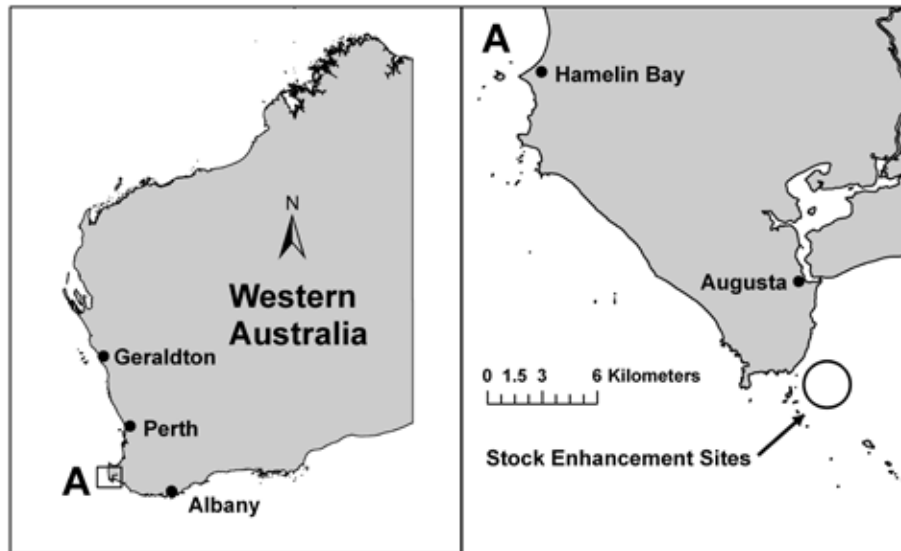 N
Western
Australia
Geraldton
Perth
A
Albany
A
Hamelin Bay
Augusta
0 1.5 3 6 Kilometers
Stock Enhancement Sites